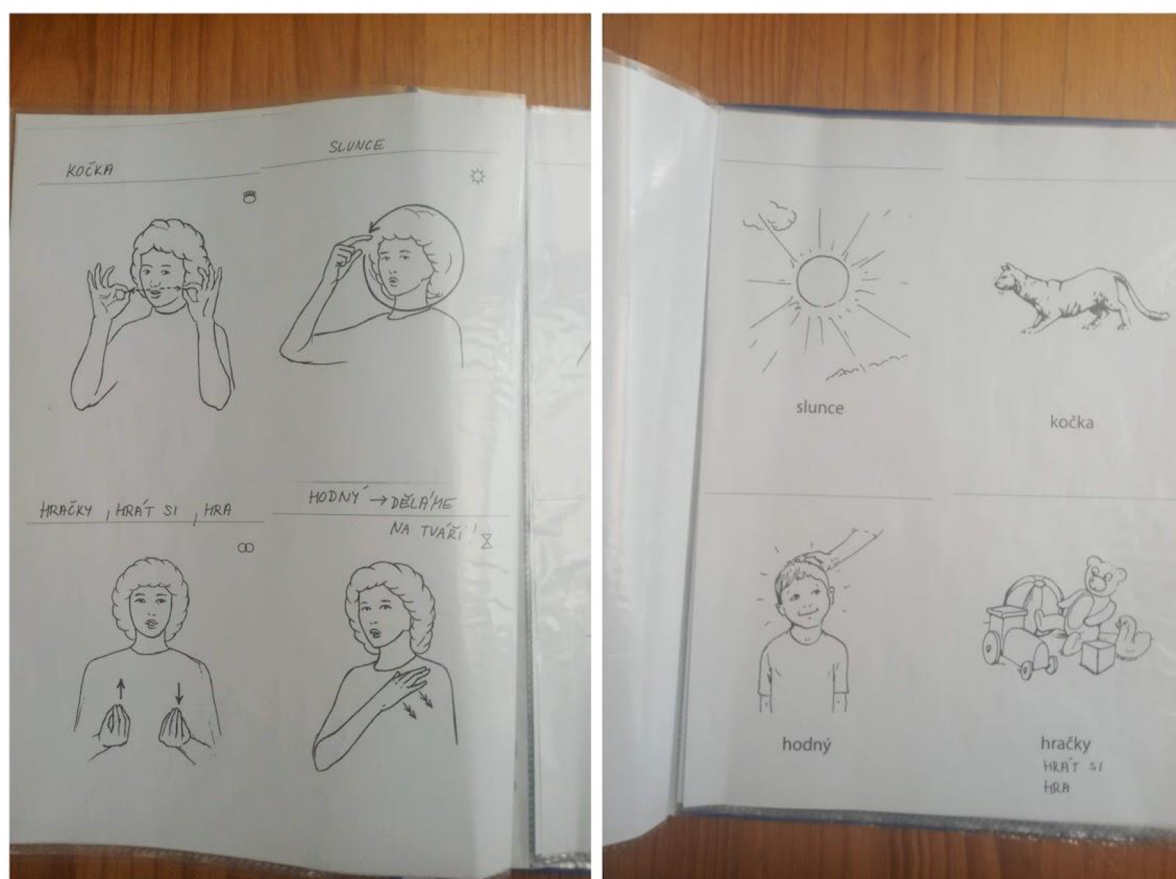 KOČKA
SLUNCE
HRAČKY, HRÁT SI, HRA
HODNÝ → DĚLÁME
NA TVÁŘI!
slunce
kočka
hodný
hračky
HRÁT SI
HRA